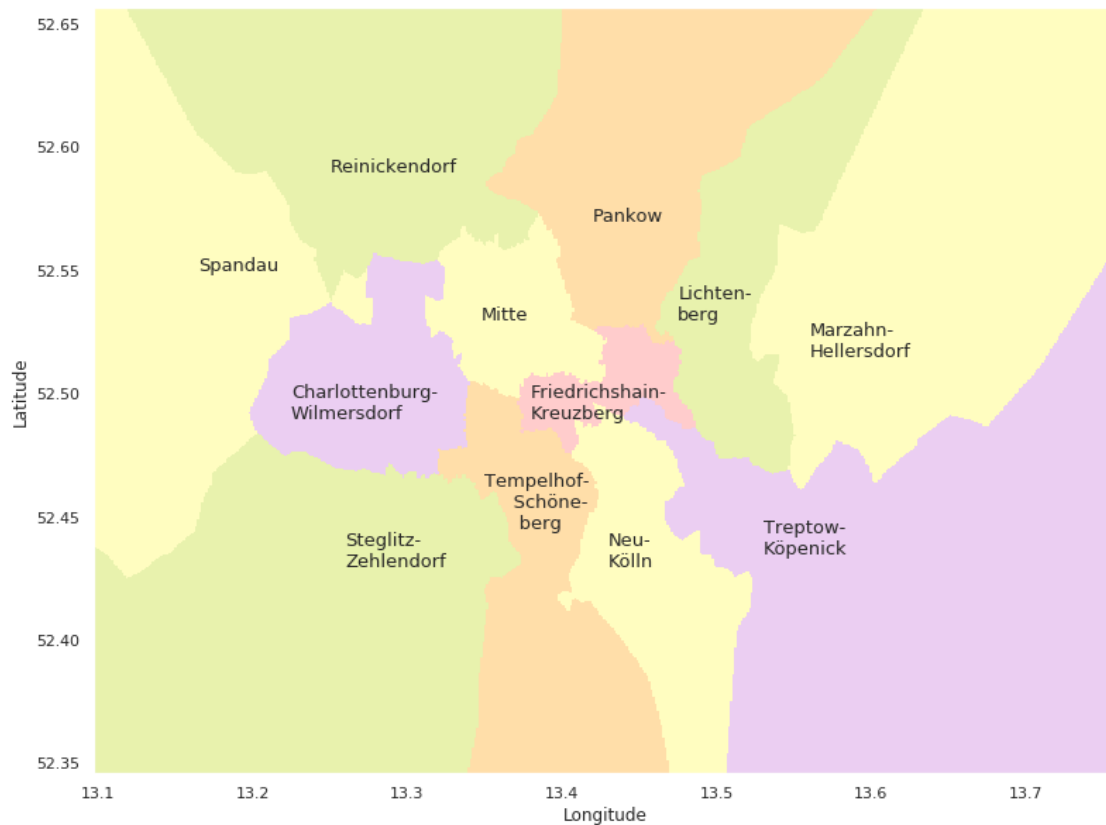 52.65
52.60
Reinickendorf
Pankow
52.55
Spandau
Lichten-
berg
Mitte
Marzahn-
Hellersdorf
52.50
Charlottenburg-
Wilmersdorf
Friedrichshain-
Kreuzberg
Latitude
Tempelhof-
Schöne-
berg
52.45
Steglitz-
Zehlendorf
Neu-
Kölln
Treptow-
Köpenick
52.40
52.35
13.1 13.2 13.3 13.4 13.5 13.6 13.7
Longitude